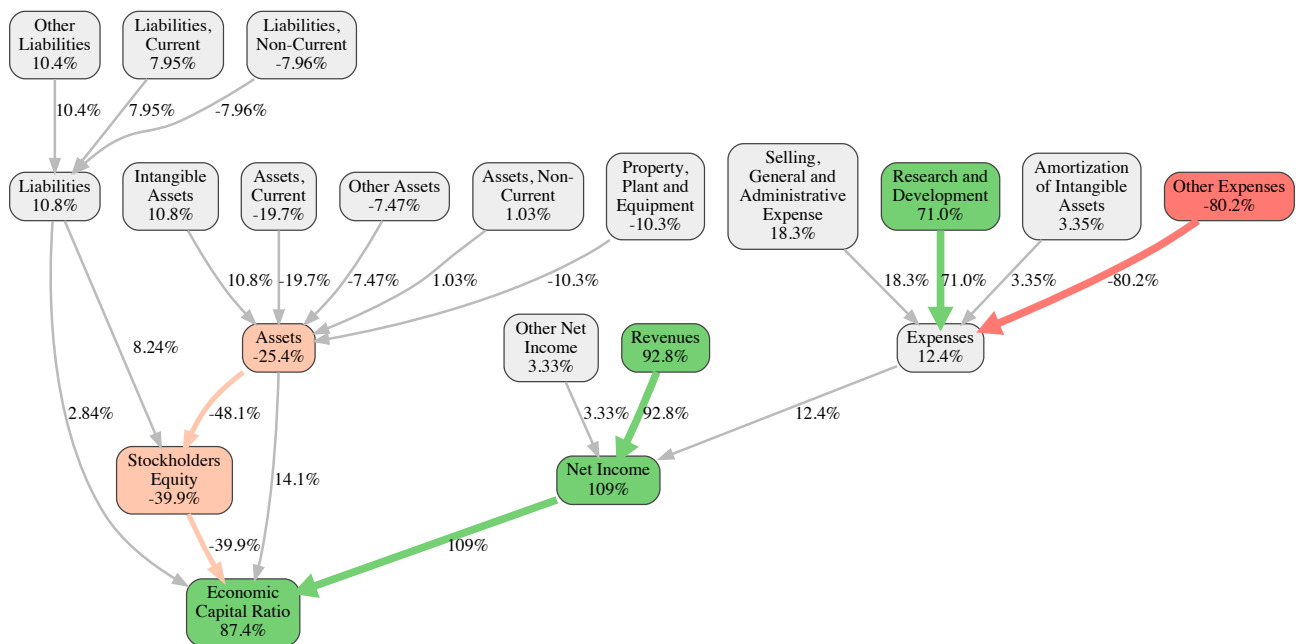 Other
Liabilities
10.4%
Liabilities,
Current
7.95%
Liabilities,
Non-Current
-7.96%
10.4%
7.95%
-7.96%
Liabilities
10.8%
Intangible
Assets
10.8%
Assets,
Current
-19.7%
Other Assets
-7.47%
Assets, Non-
Current
1.03%
Property,
Plant and
Equipment
-10.3%
Selling,
General and
Administrative
Expense
18.3%
Research and
Development
71.0%
Amortization
of Intangible
Assets
3.35%
Other Expenses
-80.2%
10.8%
-19.7%
-7.47%
1.03%
-10.3%
18.3%
71.0%
3.35%
-80.2%
8.24%
Assets
-25.4%
Other Net
Income
3.33%
Revenues
92.8%
Expenses
12.4%
2.84%
-48.1%
3.33%
92.8%
12.4%
Stockholders
Equity
-39.9%
14.1%
Net Income
109%
-39.9%
109%
Economic
Capital Ratio
87.4%